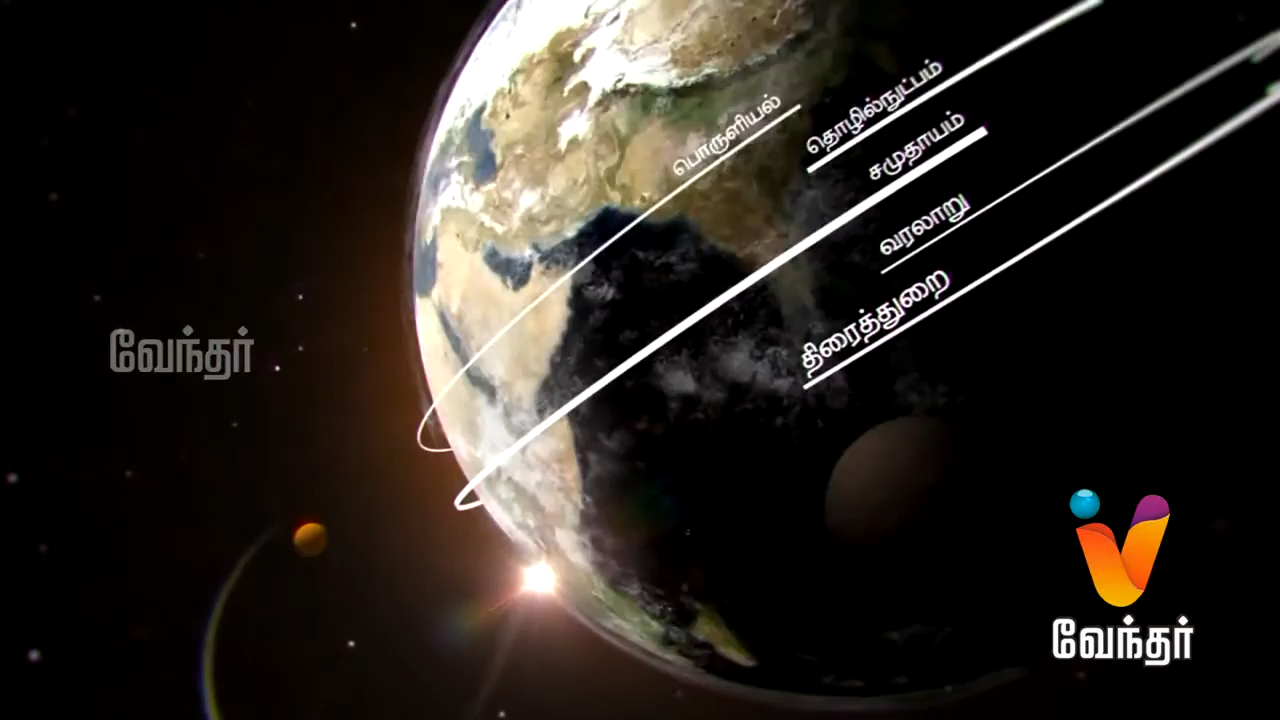 பொருளியல்
தொழில்நுட்பம்
சமுதாயம்
வரலாறு
திரைத்துறை
வேந்தர்
வேந்தர்